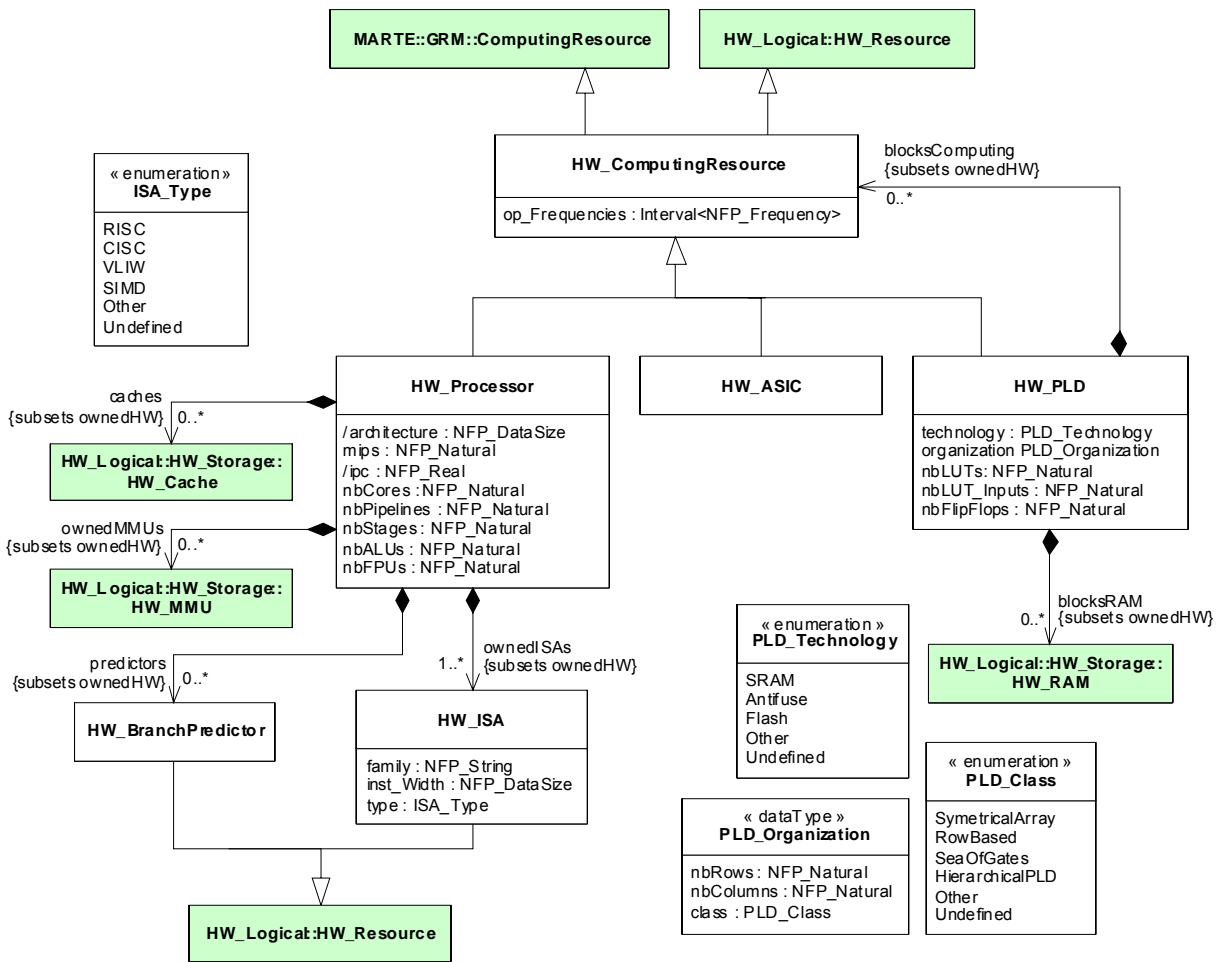 MARTE::GRM::ComputingResource
HW_Logical::HW_Resource
HW_ComputingResource
op_Frequencies : Interval<NFP_Frequency>
blocksComputing
{subsets ownedHW}
0..*
« enumeration »
ISA_Type
RISC
CISC
VLIW
SIMD
Other
Undefined
HW_Processor
/architecture : NFP_DataSize
mips : NFP_Natural
/ipc : NFP_Real
nbCores : NFP_Natural
nbPipelines : NFP_Natural
nbStages : NFP_Natural
nbALUs : NFP_Natural
nbFPUs : NFP_Natural
HW_ASIC
HW_PLD
technology : PLD_Technology
organization PLD_Organization
nbLUTs: NFP_Natural
nbLUT_Inputs : NFP_Natural
nbFlipFlops : NFP_Natural
caches
{subsets ownedHW}
0..*
HW_Logical::HW_Storage::
HW_Cache
ownedMMUs
{subsets ownedHW}
0..*
HW_Logical::HW_Storage::
HW_MMU
predictors
{subsets ownedHW}
0..*
HW_BranchPredictor
ownedISAs
1..*
{subsets ownedHW}
HW_ISA
family : NFP_String
inst_Width : NFP_DataSize
type : ISA_Type
HW_Logical::HW_Resource
blocksRAM
0..*
{subsets ownedHW}
HW_Logical::HW_Storage::
HW_RAM
« enumeration »
PLD_Technology
SRAM
Antifuse
Flash
Other
Undefined
« dataType »
PLD_Organization
nbRows : NFP_Natural
nbColumns : NFP_Natural
class : PLD_Class
« enumeration »
PLD_Class
SymetricalArray
RowBased
SeaOfGates
HierarchicalPLD
Other
Undefined